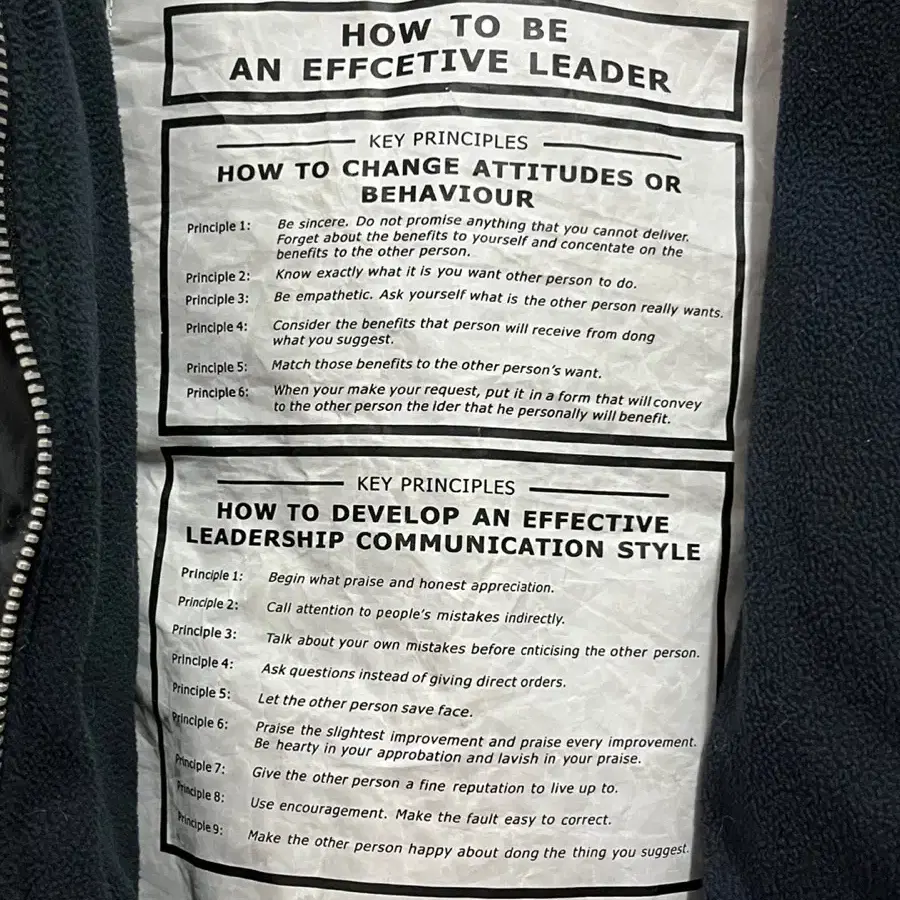 HOW TO BE
AN EFFCETIVE LEADER
KEY PRINCIPLES
HOW TO CHANGE ATTITUDES OR
BEHAVIOUR
Principle 1: Be sincere. Do not promise anything that you cannot deliver.
Forget about the benefits to yourself and concentate on the
benefits to the other person.
Principle 2: Know exactly what it is you want other person to do.
Principle 3: Be empathetic. Ask yourself what is the other person really wants.
Principle 4: Consider the benefits that person will receive from dong
what you suggest.
Principle 5: Match those benefits to the other person's want.
Principle 6: When your make your request, put it in a form that will convey
to the other person the ider that he personally will benefit.
KEY PRINCIPLES
HOW TO DEVELOP AN EFFECTIVE
LEADERSHIP COMMUNICATION STYLE
Principle 1: Begin what praise and honest appreciation.
Principle 2: Call attention to people's mistakes indirectly.
Principle 3: Talk about your own mistakes before cnticising the other person.
Principle 4: Ask questions instead of giving direct orders.
Principle 5: Let the other person save face.
Principle 6: Praise the slightest improvement and praise every improvement.
Be hearty in your approbation and lavish in your praise.
Principle 7: Give the other person a fine reputation to live up to.
Principle 8: Use encouragement. Make the fault easy to correct.
Principle 9: Make the other person happy about dong the thing you suggest.